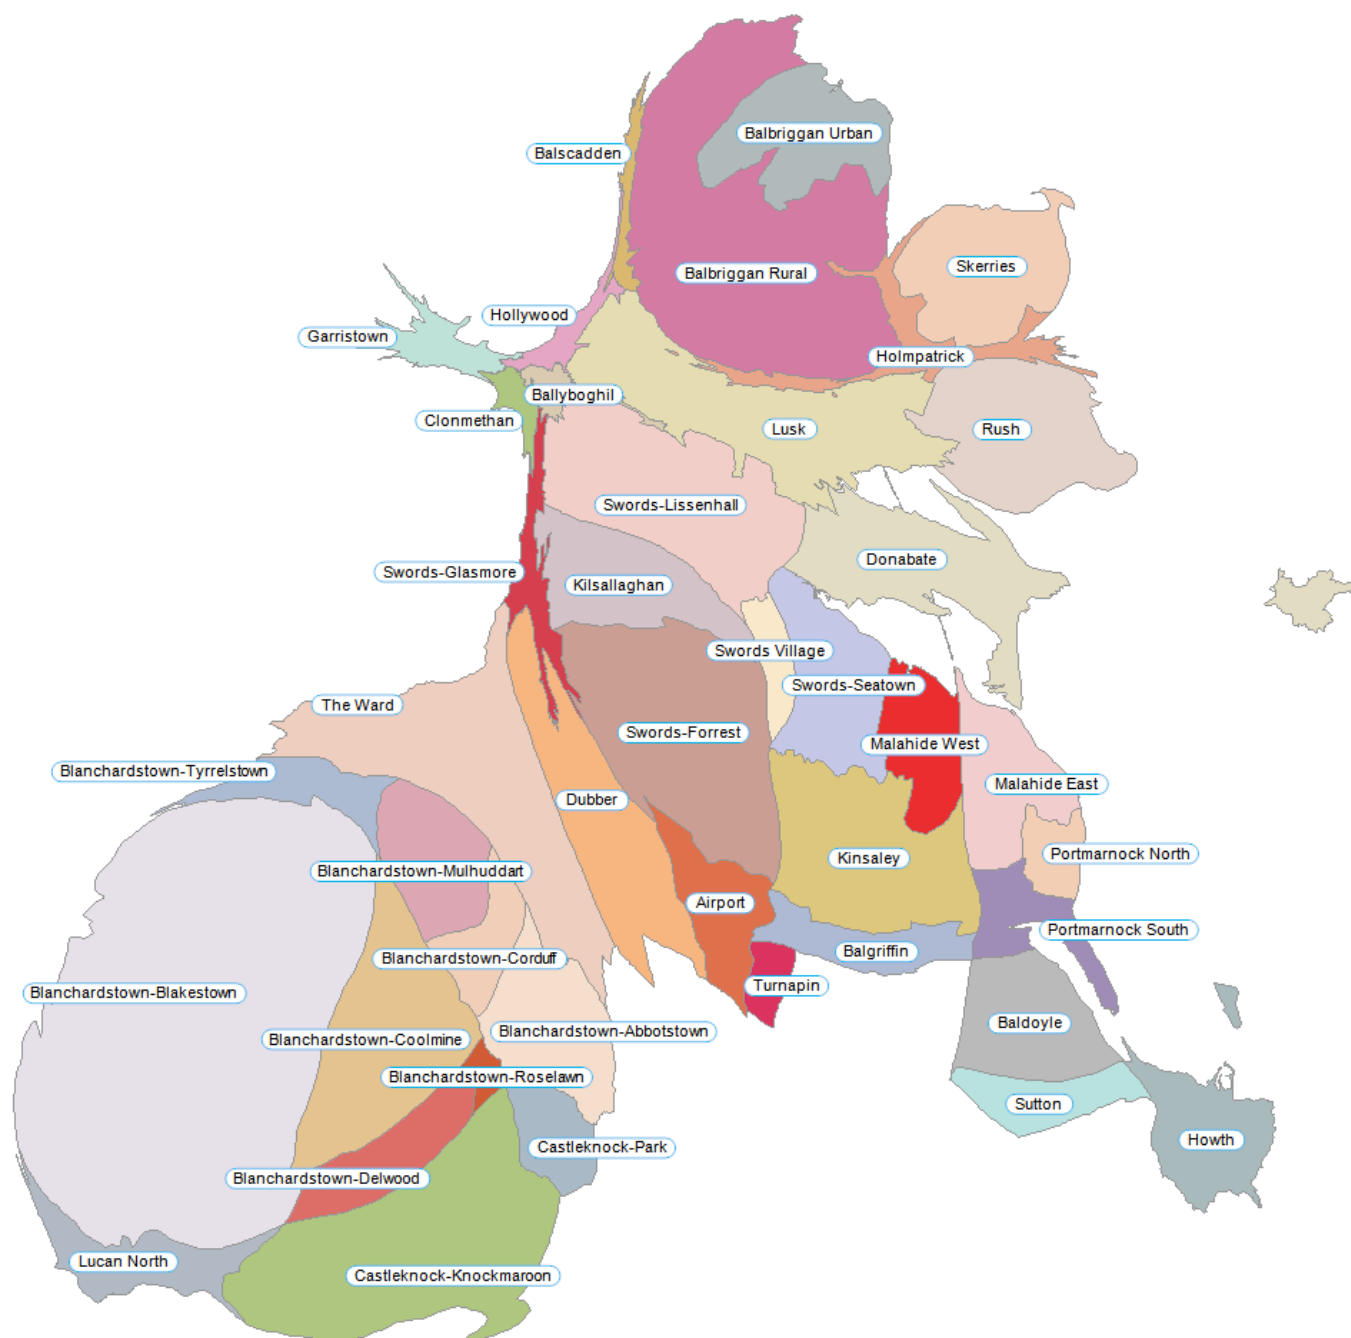 Balbriggan Urban
Balscadden
Skerries
Balbriggan Rural
Hollywood
Garristown
Holmpatrick
Ballyboghil
Clonmethan
Lusk
Rush
Swords-Lissenhall
Donabate
Swords-Glasmore
Kilsallaghan
Swords Village
Swords-Seatown
The Ward
Swords-Forrest
Malahide West
Blanchardstown-Tyrrelstown
Malahide East
Dubber
Kinsaley
Portmarnock North
Blanchardstown-Mulhuddart
Airport
Portmarnock South
Balgriffin
Blanchardstown-Corduff
Turnapin
Blanchardstown-Blakestown
Baldoyle
Blanchardstown-Abbotstown
Blanchardstown-Coolmine
Blanchardstown-Roselawn
Sutton
Howth
Castleknock-Park
Blanchardstown-Delwood
Lucan North
Castleknock-Knockmaroon